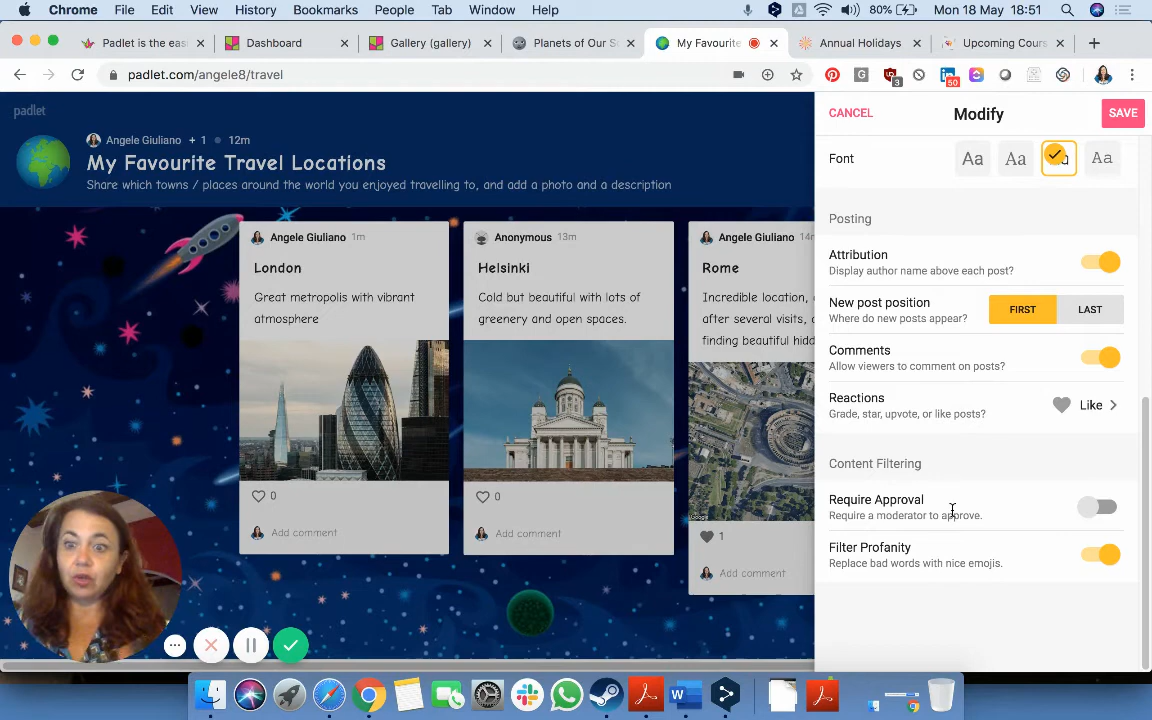 Chrome File Edit View History Bookmarks People Tab Window Help 80% Mon 18 May 18:51
Padlet is the eas Dashboard Gallery (gallery) Planets of Our S My Favourite Annual Holidays Upcoming Cours
padlet.com/angele8/travel
3
50
padlet
Angele Giuliano + 1 12m
My Favourite Travel Locations
Share which towns / places around the world you enjoyed travelling to, and add a photo and a description
Angele Giuliano 1m
London
Great metropolis with vibrant
atmosphere
0
Add comment
Anonymous 13m
Helsinki
Cold but beautiful with lots of
greenery and open spaces.
0
Add comment
Angele Giuliano 14m
Rome
Incredible location,
after several visits,
finding beautiful hidd
Google
1
Add comment
CANCEL Modify SAVE
Font Aa Aa Aa
Posting
Attribution
Display author name above each post?
New post position FIRST LAST
Where do new posts appear?
Comments
Allow viewers to comment on posts?
Reactions Like
Grade, star, upvote, or like posts?
Content Filtering
Require Approval
Require a moderator to approve.
Filter Profanity
Replace bad words with nice emojis.